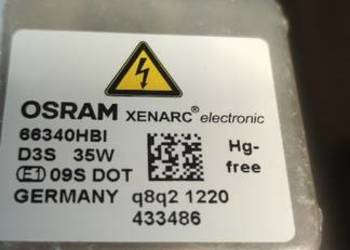 OSRAM XENARC® electronic
66340HBI
D3S 35W
Hg-
free
E1 09S DOT
GERMANY q8q2 1220
433486